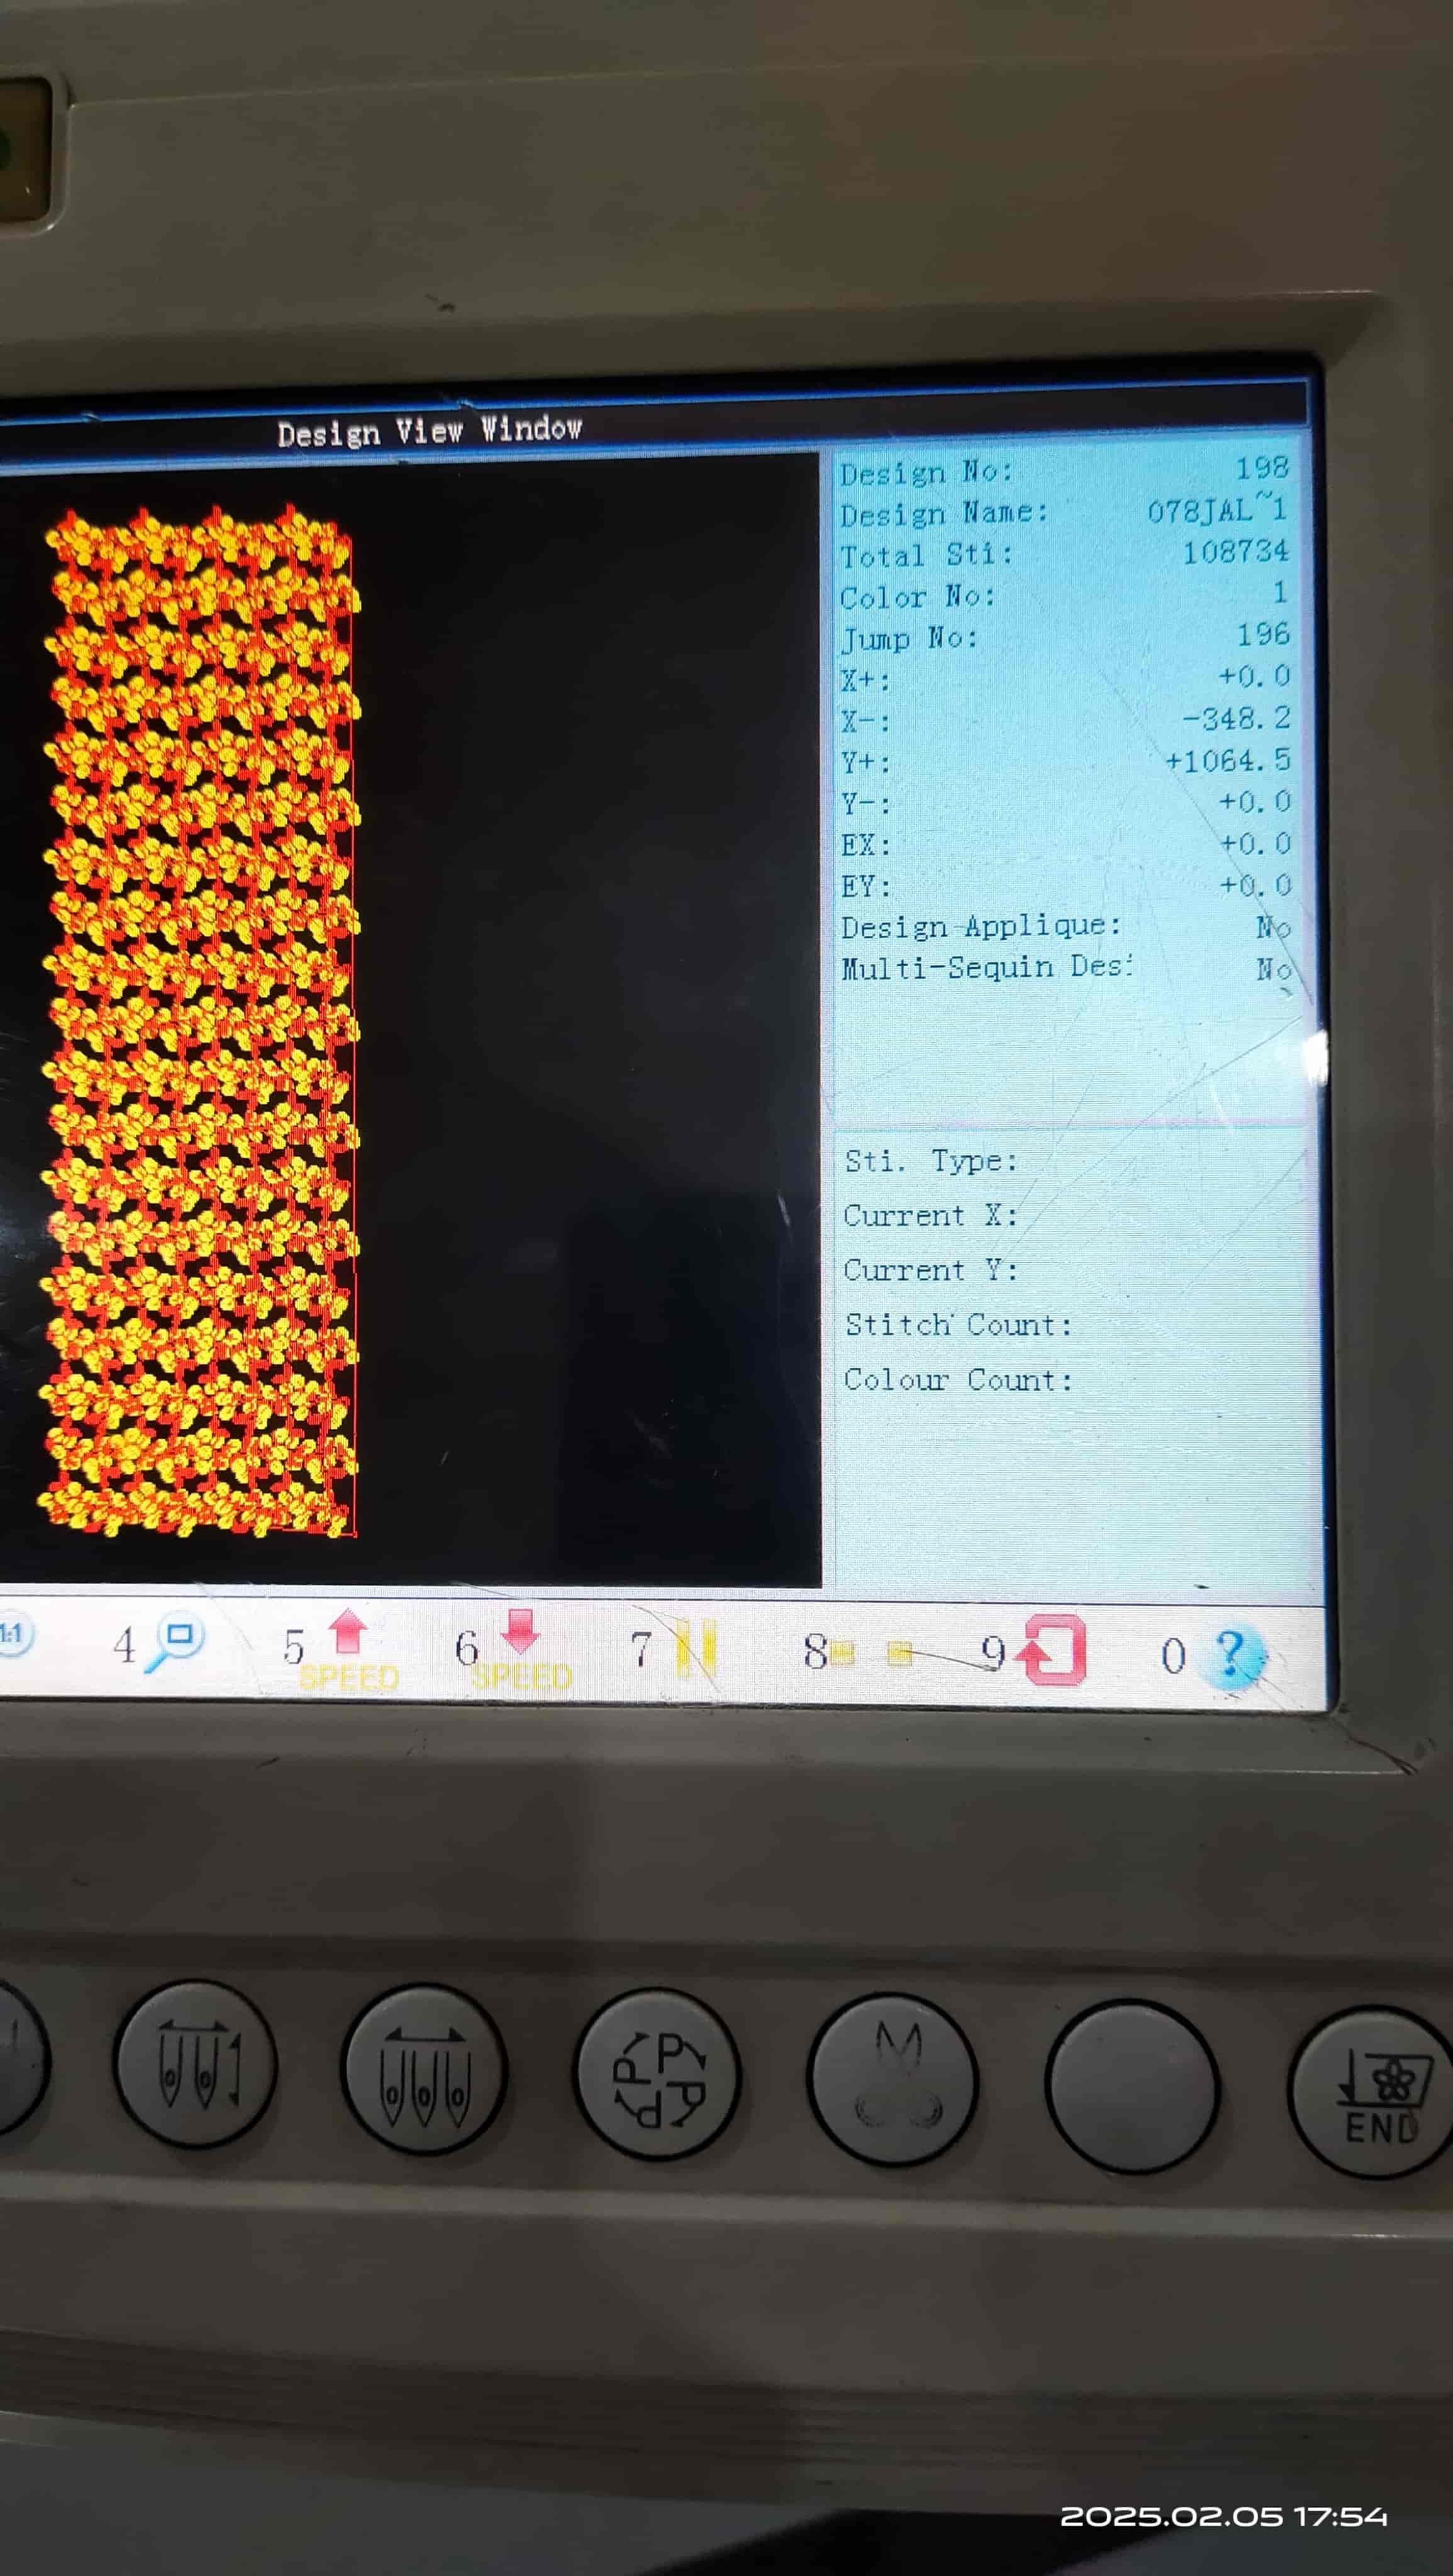 Design View Window
Design No: 198
Design Name: 078JAL~1
Total Sti: 108734
Color No: 1
Jump No: 196
X+: +0.0
X-: -348.2
Y+: +1064.5
Y-: +0.0
EX: +0.0
EY: +0.0
Design Applique: No
Multi-Sequin Des: No
Sti. Type:
Current X:
Current Y:
Stitch Count:
Colour Count:
1:1 4 5 SPEED 6 SPEED 7 8 9 0 ?
P P P P M END
2025.02.05 17:54